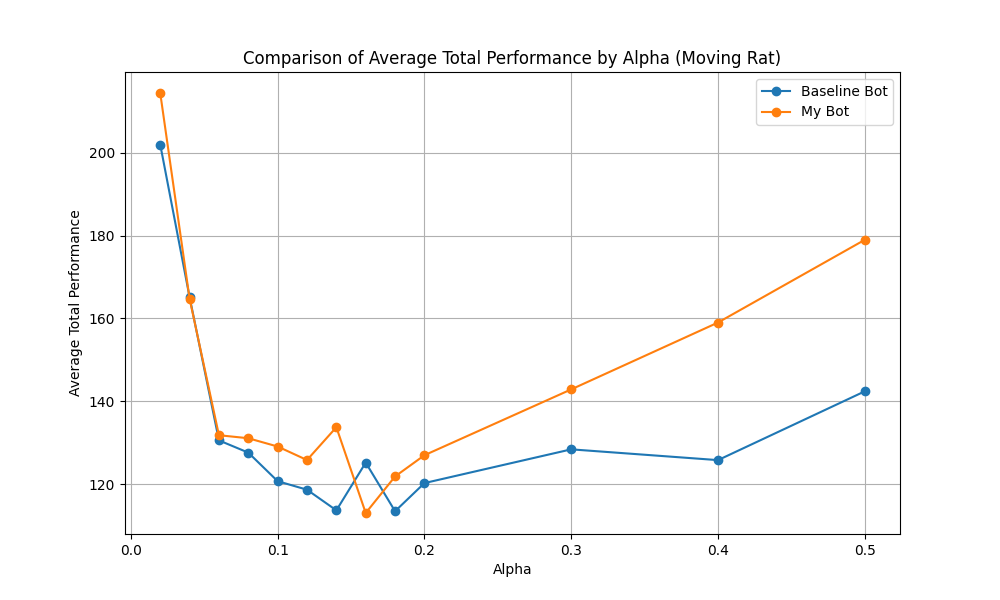 Comparison of Average Total Performance by Alpha (Moving Rat)
Baseline Bot
My Bot
Average Total Performance
200
180
160
140
120
0.0 0.1 0.2 0.3 0.4 0.5
Alpha